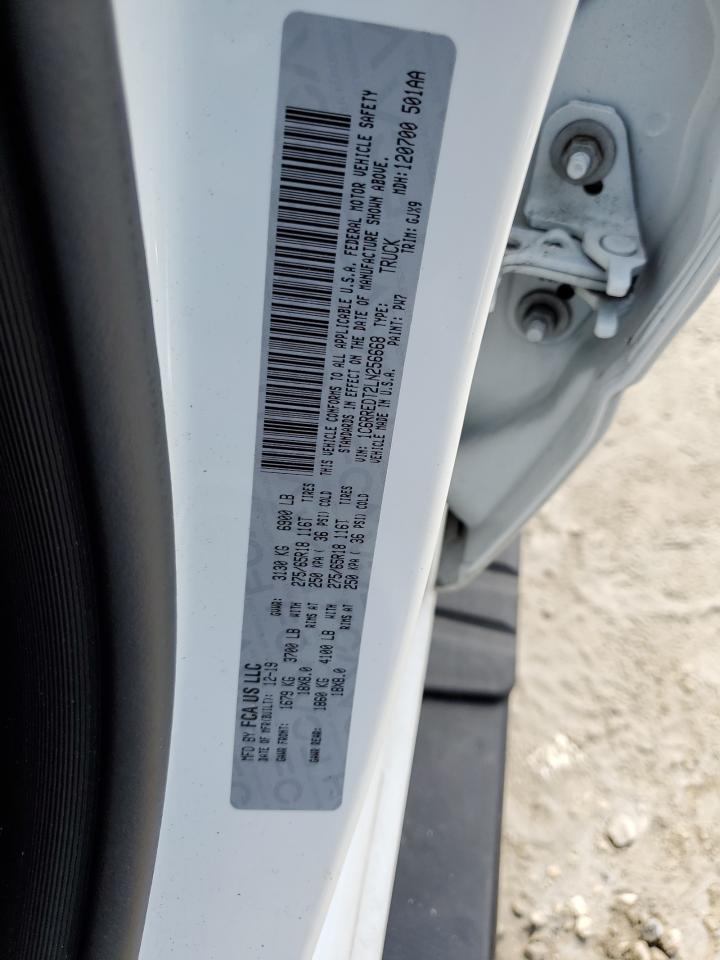 MFD BY FCA US LLC
DATE OF MFR(BUILT): 12-19 GVWR: 3130 KG 6900 LB
GAWR FRONT: 1679 KG 3700 LB WITH 275/65R18 116T TIRES
18X8.0 RIMS AT 250 KPA ( 36 PSI) COLD
GAWR REAR: 1860 KG 4100 LB WITH 275/65R18 116T TIRES
18X8.0 RIMS AT 250 KPA ( 36 PSI) COLD
THIS VEHICLE CONFORMS TO ALL APPLICABLE U.S.A. FEDERAL MOTOR VEHICLE SAFETY
STANDARDS IN EFFECT ON THE DATE OF MANUFACTURE SHOWN ABOVE.
VIN: 1C6RREDT2LN256668 TYPE: TRUCK MDH: 120700 501AA
VEHICLE MADE IN U.S.A. PAINT: PW7 TRIM: GJX9